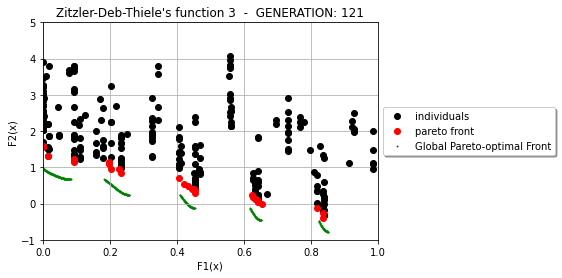 Zitzler-Deb-Thiele's function 3 - GENERATION: 121
5
4
3
2
1
0
−1
F2(x)
0.0 0.2 0.4 0.6 0.8 1.0
F1(x)
individuals
pareto front
Global Pareto-optimal Front